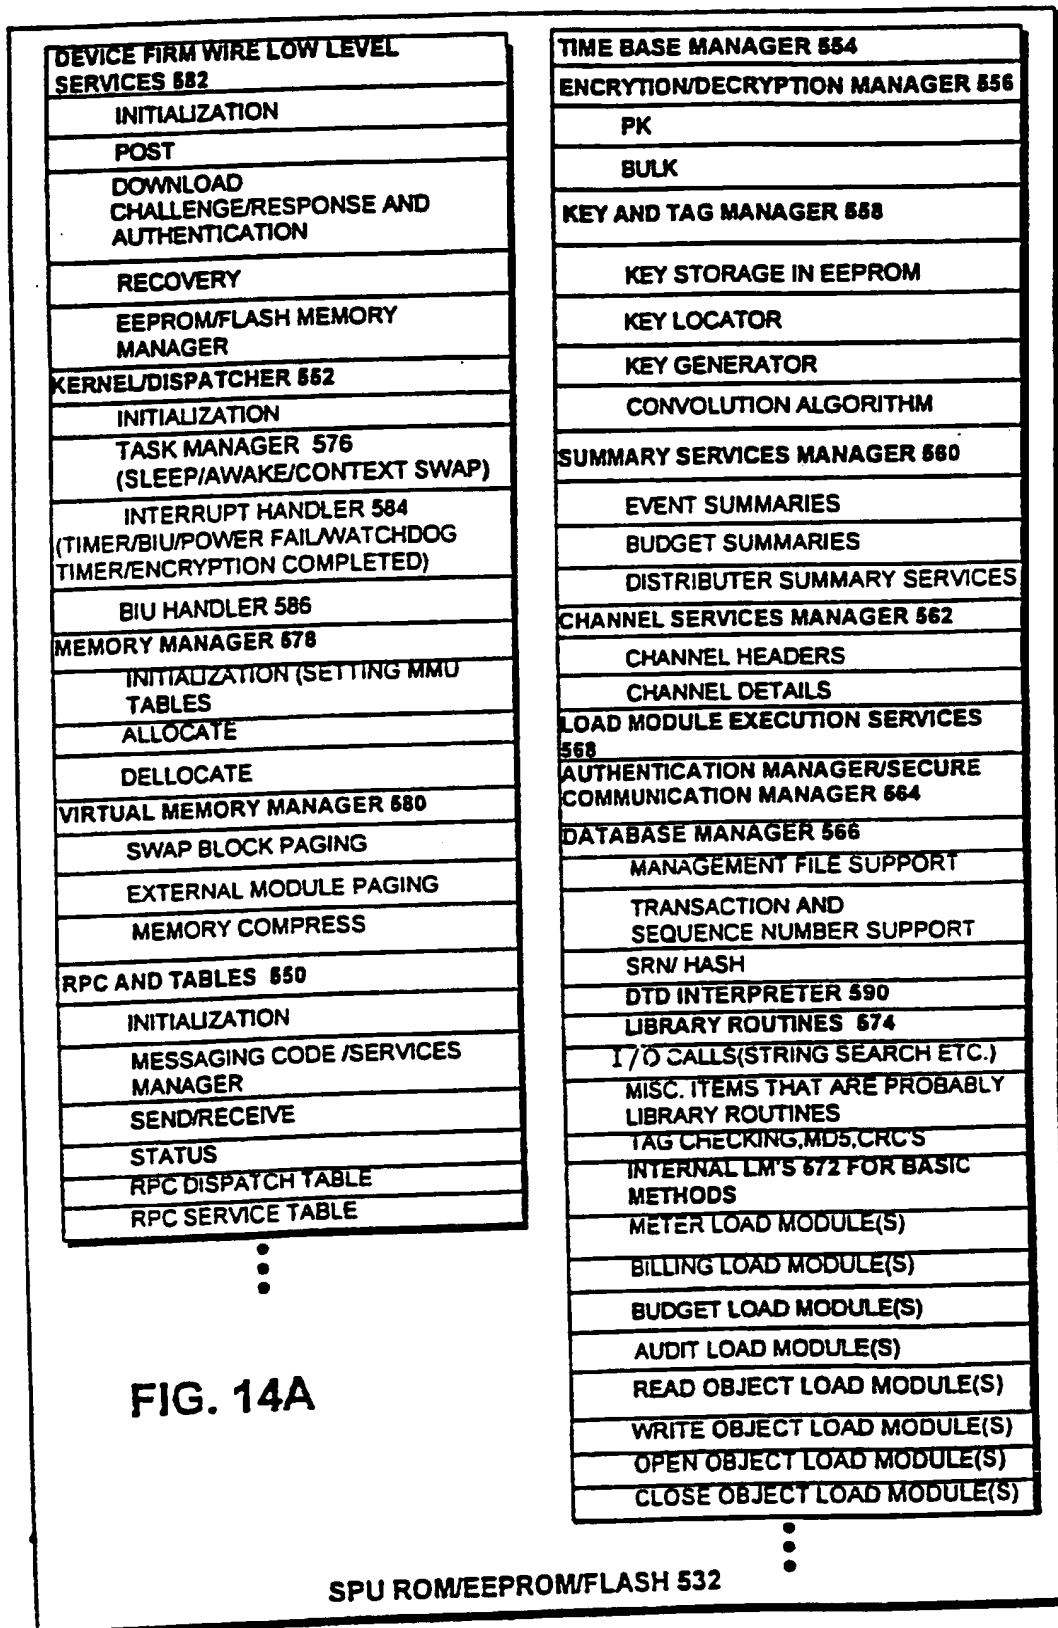 DEVICE FIRM WIRE LOW LEVEL
SERVICES 582
INITIALIZATION
POST
DOWNLOAD
CHALLENGE/RESPONSE AND
AUTHENTICATION
RECOVERY
EEPROM/FLASH MEMORY
MANAGER
KERNEL/DISPATCHER 552
INITIALIZATION
TASK MANAGER 576
(SLEEP/AWAKE/CONTEXT SWAP)
INTERRUPT HANDLER 584
(TIMER/BIU/POWER FAIL/WATCHDOG
TIMER/ENCRYPTION COMPLETED)
BIU HANDLER 586
MEMORY MANAGER 578
INITIALIZATION (SETTING MMU
TABLES
ALLOCATE
DELLOCATE
VIRTUAL MEMORY MANAGER 580
SWAP BLOCK PAGING
EXTERNAL MODULE PAGING
MEMORY COMPRESS
RPC AND TABLES 550
INITIALIZATION
MESSAGING CODE /SERVICES
MANAGER
SEND/RECEIVE
STATUS
RPC DISPATCH TABLE
RPC SERVICE TABLE
FIG. 14A
TIME BASE MANAGER 554
ENCRYTION/DECRYPTION MANAGER 556
PK
BULK
KEY AND TAG MANAGER 558
KEY STORAGE IN EEPROM
KEY LOCATOR
KEY GENERATOR
CONVOLUTION ALGORITHM
SUMMARY SERVICES MANAGER 560
EVENT SUMMARIES
BUDGET SUMMARIES
DISTRIBUTER SUMMARY SERVICES
CHANNEL SERVICES MANAGER 562
CHANNEL HEADERS
CHANNEL DETAILS
LOAD MODULE EXECUTION SERVICES
568
AUTHENTICATION MANAGER/SECURE
COMMUNICATION MANAGER 564
DATABASE MANAGER 566
MANAGEMENT FILE SUPPORT
TRANSACTION AND
SEQUENCE NUMBER SUPPORT
SRN/ HASH
DTD INTERPRETER 590
LIBRARY ROUTINES 574
I/O CALLS(STRING SEARCH ETC.)
MISC. ITEMS THAT ARE PROBABLY
LIBRARY ROUTINES
TAG CHECKING,MD5,CRC'S
INTERNAL LM'S 572 FOR BASIC
METHODS
METER LOAD MODULE(S)
BILLING LOAD MODULE(S)
BUDGET LOAD MODULE(S)
AUDIT LOAD MODULE(S)
READ OBJECT LOAD MODULE(S)
WRITE OBJECT LOAD MODULE(S)
OPEN OBJECT LOAD MODULE(S)
CLOSE OBJECT LOAD MODULE(S)
SPU ROM/EEPROM/FLASH 532